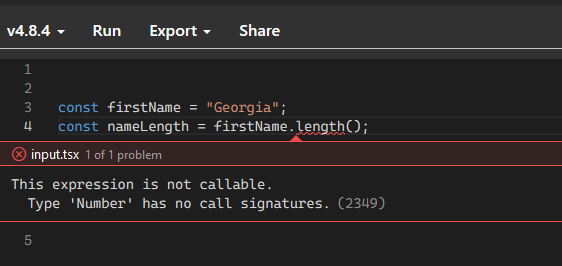 v4.8.4 Run Export Share
1
2
3 const firstName = "Georgia";
4 const nameLength = firstName.length();
input.tsx 1 of 1 problem
This expression is not callable.
Type 'Number' has no call signatures. (2349)
5